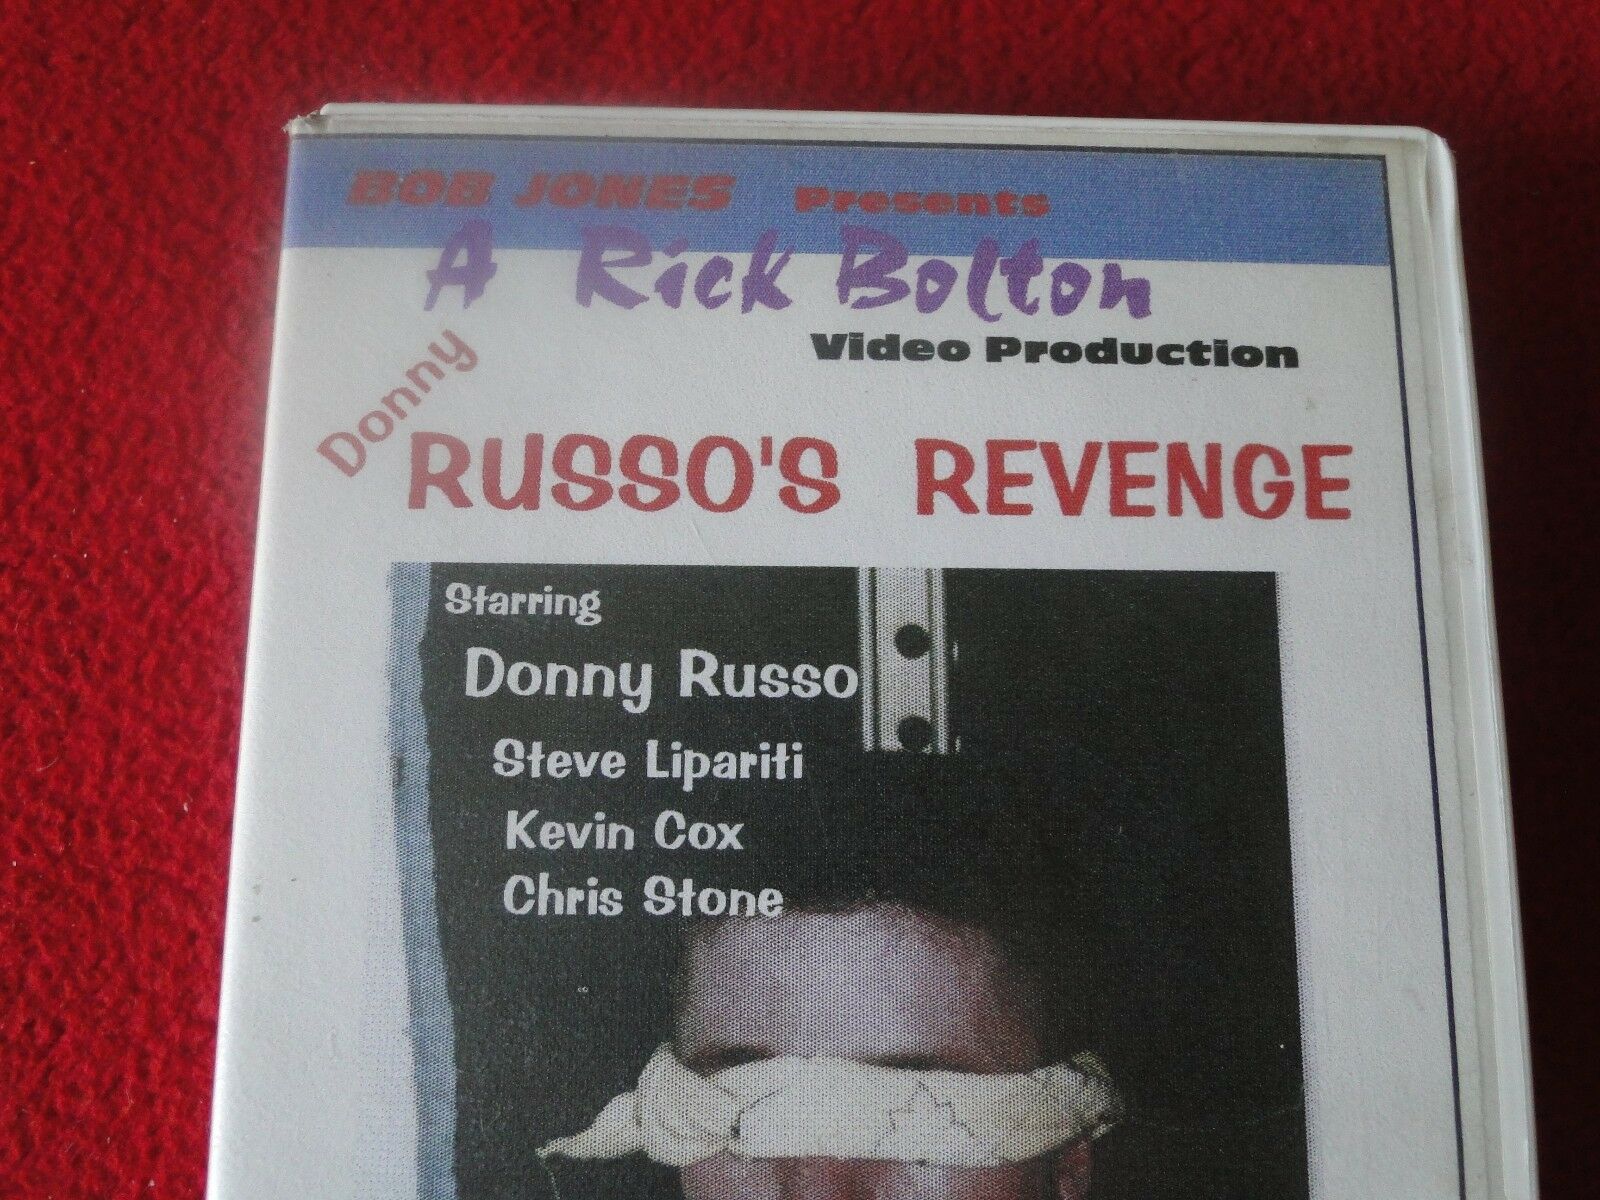 BOB JONES Presents
A Rick Bolton
Video Production
Donny
RUSSO'S REVENGE
Starring
Donny Russo
Steve Lipariti
Kevin Cox
Chris Stone